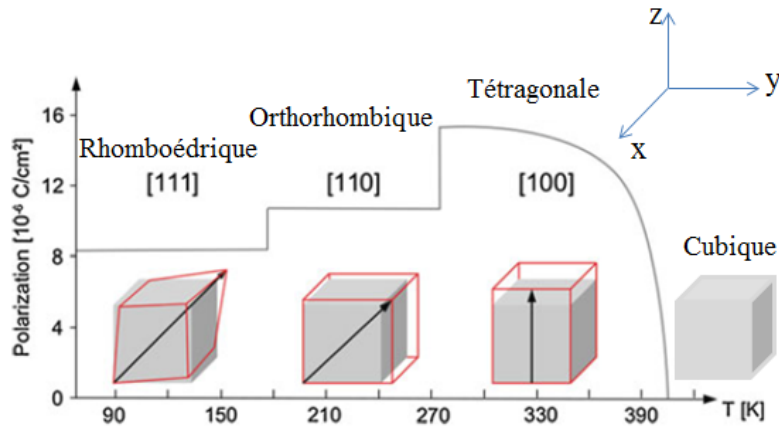 z
y
x
Tétragonale
Orthorhombique
Rhomboédrique
[111]
[110]
[100]
Cubique
Polarization [10⁻⁶ C/cm²]
16
12
8
4
0
90
150
210
270
330
390
T [K]